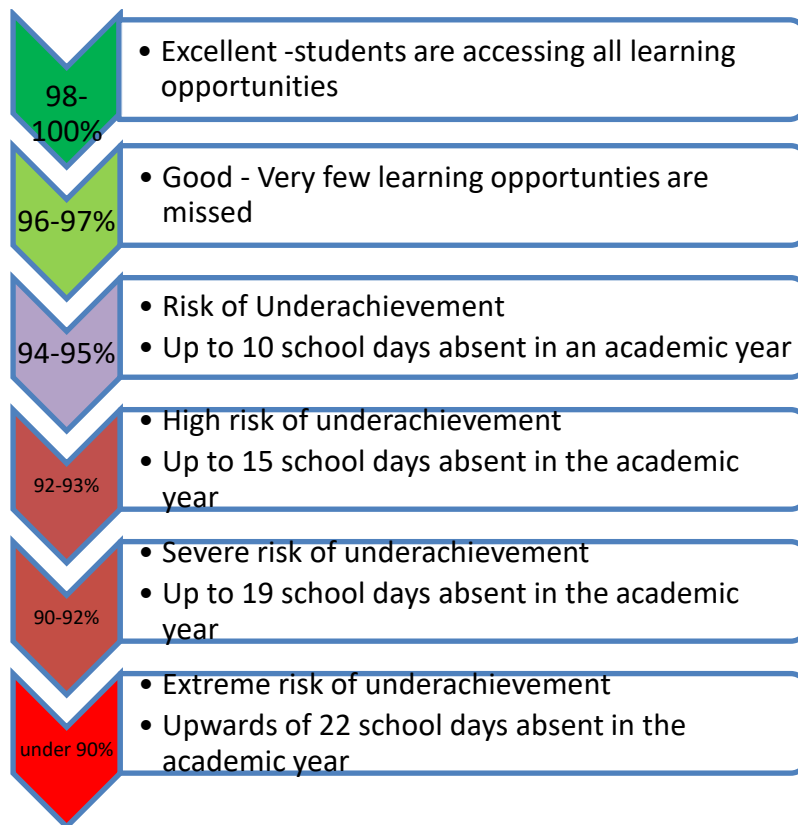 98-
100%
• Excellent -students are accessing all learning
opportunities
96-97%
• Good - Very few learning opportunties are
missed
94-95%
• Risk of Underachievement
• Up to 10 school days absent in an academic year
92-93%
• High risk of underachievement
• Up to 15 school days absent in the academic
year
90-92%
• Severe risk of underachievement
• Up to 19 school days absent in the academic
year
under 90%
• Extreme risk of underachievement
• Upwards of 22 school days absent in the
academic year